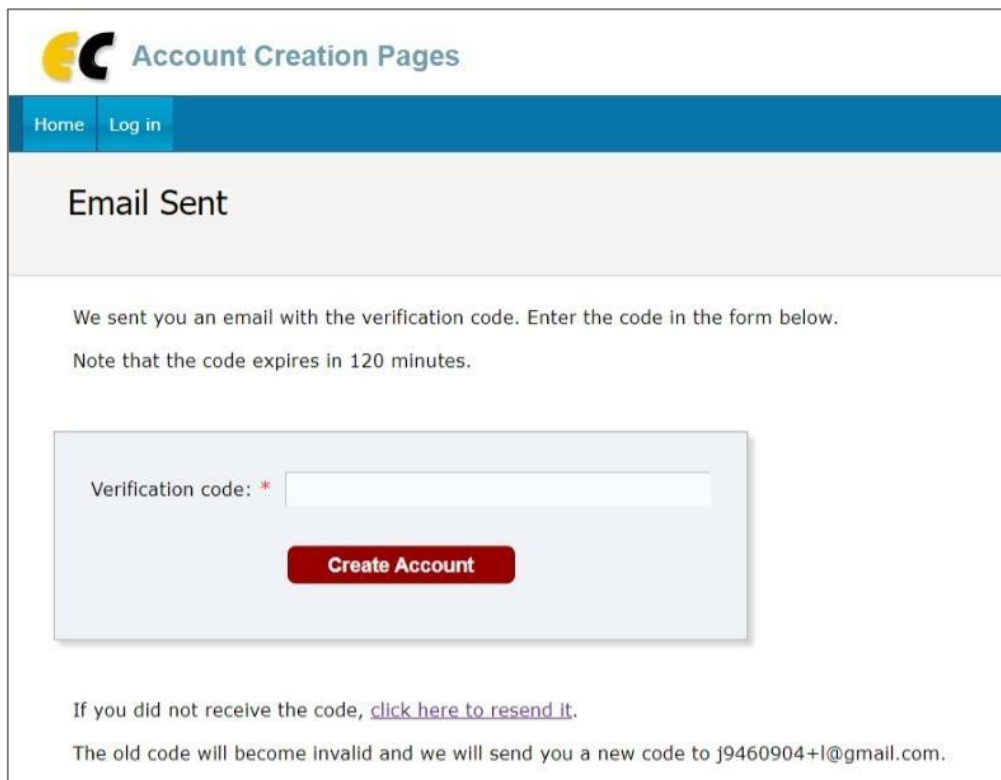 EC Account Creation Pages
Home Log in
Email Sent
We sent you an email with the verification code. Enter the code in the form below.
Note that the code expires in 120 minutes.
Verification code: *
Create Account
If you did not receive the code, click here to resend it.
The old code will become invalid and we will send you a new code to j9460904+l@gmail.com.